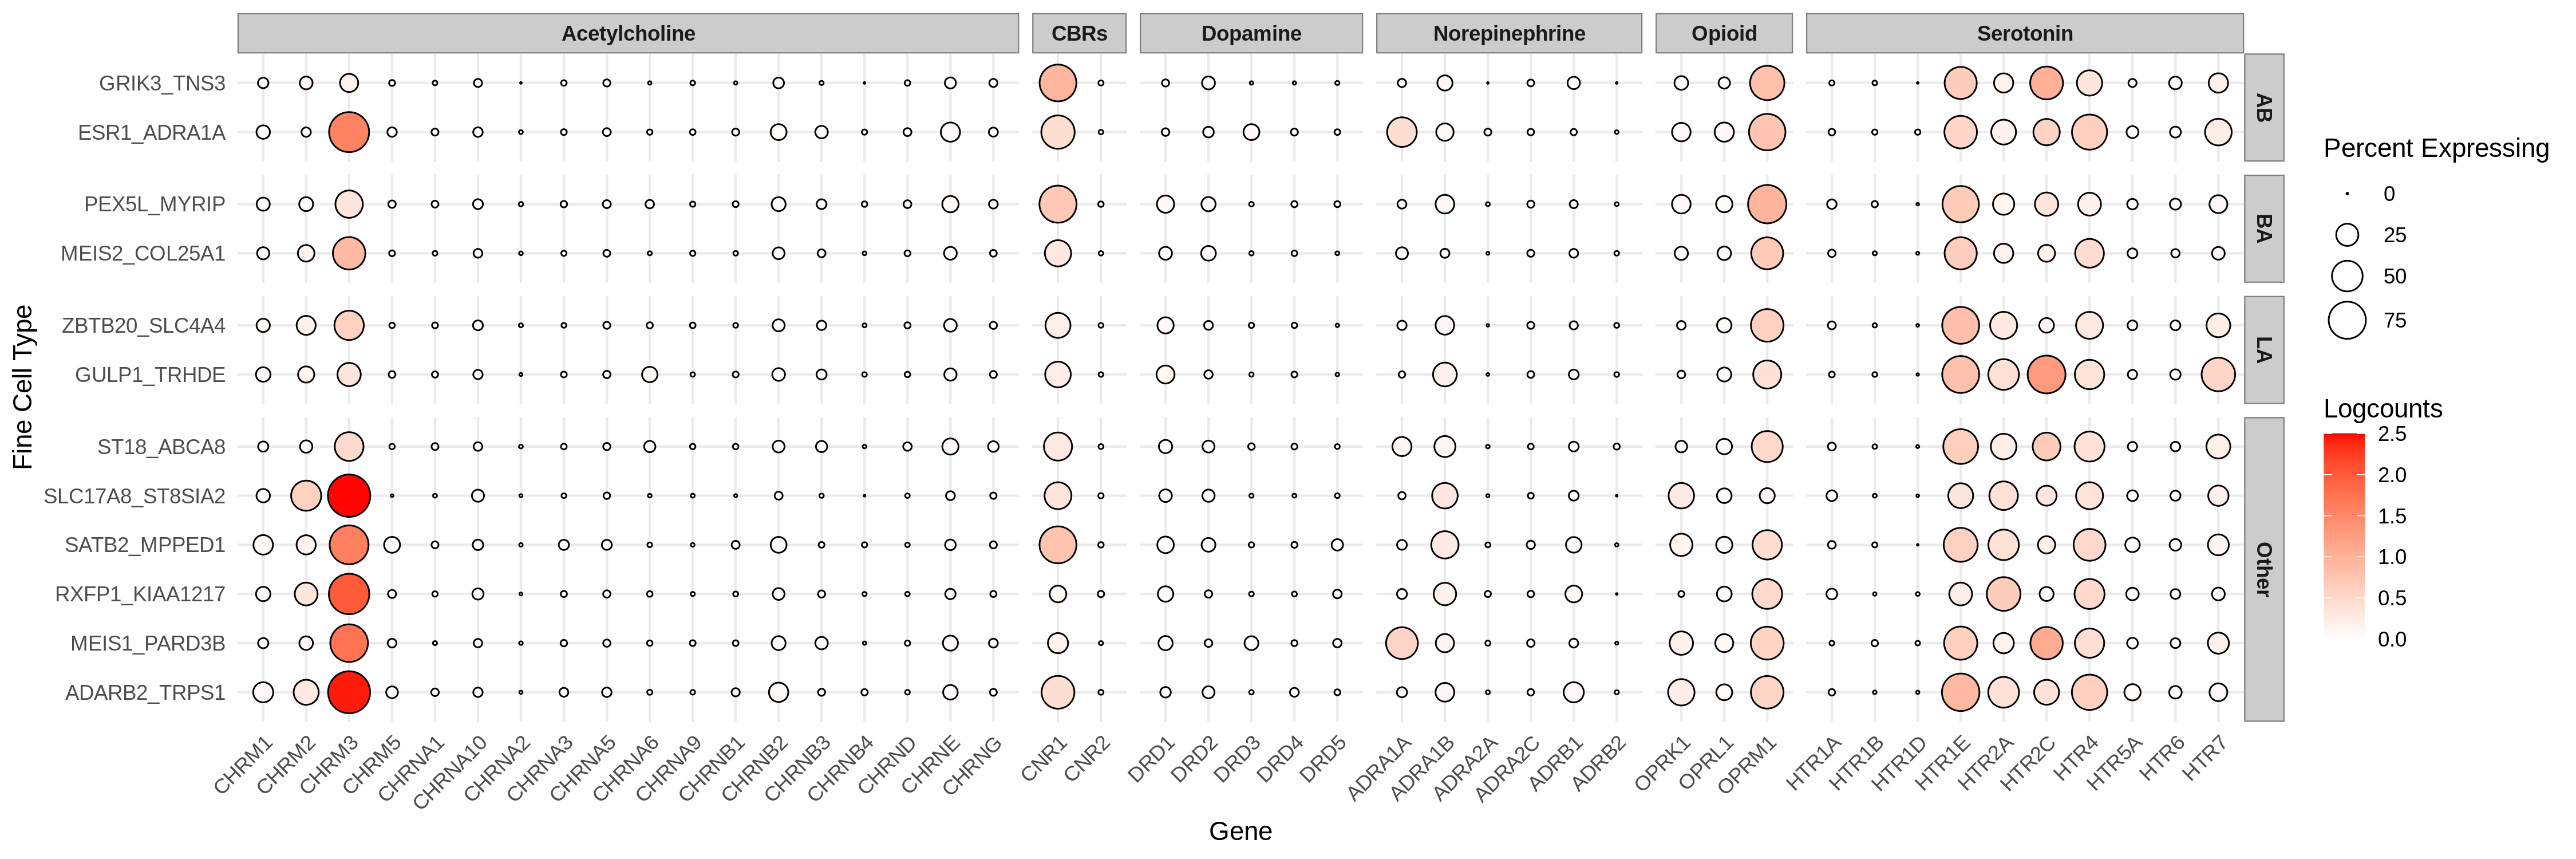 Acetylcholine
CBRs
Dopamine
Norepinephrine
Opioid
Serotonin
GRIK3_TNS3
ESR1_ADRA1A
AB
PEX5L_MYRIP
MEIS2_COL25A1
BA
ZBTB20_SLC4A4
GULP1_TRHDE
LA
ST18_ABCA8
SLC17A8_ST8SIA2
SATB2_MPPED1
RXFP1_KIAA1217
MEIS1_PARD3B
ADARB2_TRPS1
Other
Fine Cell Type
CHRM1
CHRM2
CHRM3
CHRM5
CHRNA1
CHRNA10
CHRNA2
CHRNA3
CHRNA5
CHRNA6
CHRNA9
CHRNB1
CHRNB2
CHRNB3
CHRNB4
CHRND
CHRNE
CHRNG
CNR1
CNR2
DRD1
DRD2
DRD3
DRD4
DRD5
ADRA1A
ADRA1B
ADRA2A
ADRA2C
ADRB1
ADRB2
OPRK1
OPRL1
OPRM1
HTR1A
HTR1B
HTR1D
HTR1E
HTR2A
HTR2C
HTR4
HTR5A
HTR6
HTR7
Gene
Percent Expressing
0
25
50
75
Logcounts
2.5
2.0
1.5
1.0
0.5
0.0